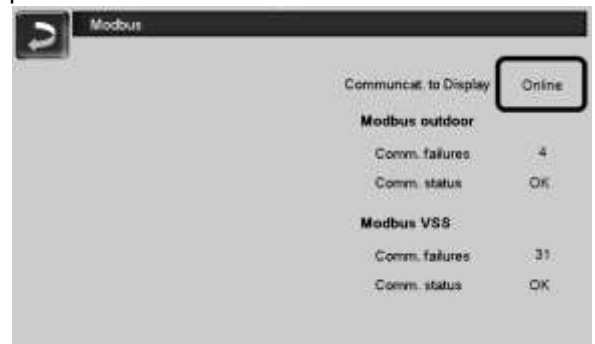 Modbus
Communcat. to Display Online
Modbus outdoor
Comm. failures 4
Comm. status OK
Modbus VSS
Comm. failures 31
Comm. status OK